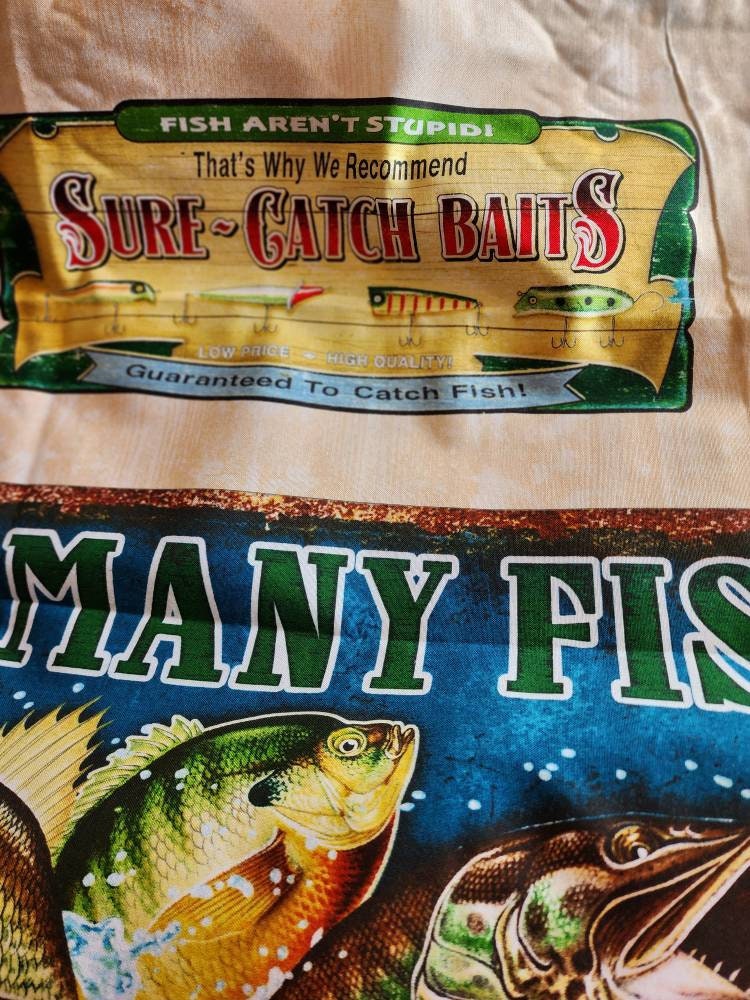 FISH AREN'T STUPID!
That's Why We Recommend
SURE~CATCH BAITS
LOW PRICE ~ HIGH QUALITY!
Guaranteed To Catch Fish!
MANY FIS